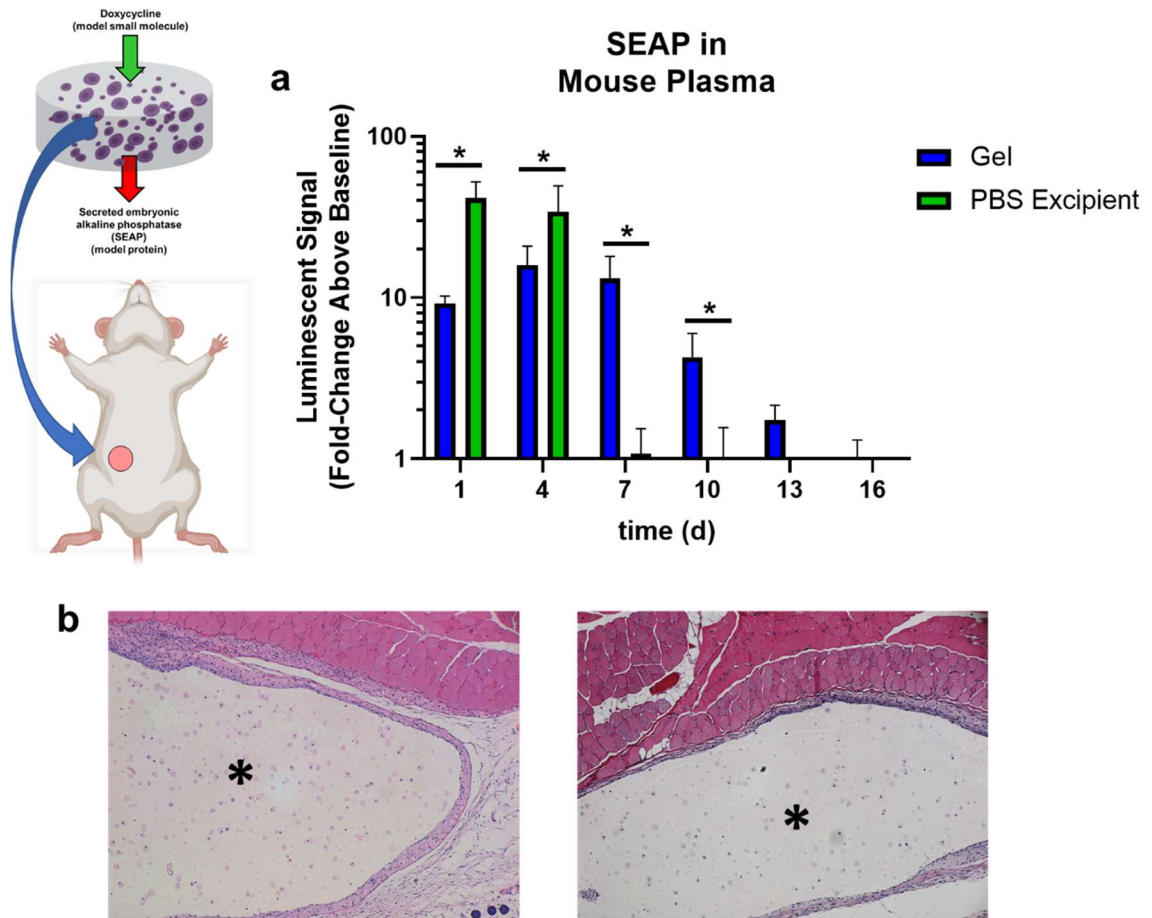 Doxycycline
(model small molecule)
Secreted embryonic
alkaline phosphatase
(SEAP)
(model protein)
a
SEAP in
Mouse Plasma
Luminescent Signal
(Fold-Change Above Baseline)
100
10
1
*
*
*
*
1 4 7 10 13 16
time (d)
Gel
PBS Excipient
b
*
*